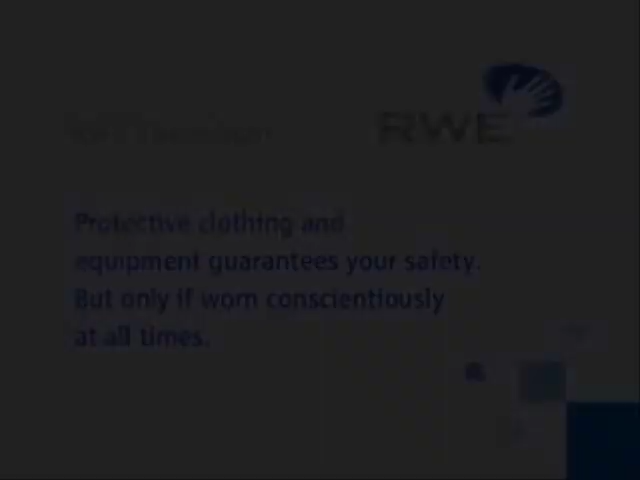 RWE
Protective clothing and
equipment guarantees your safety.
But only if worn conscientiously
at all times.